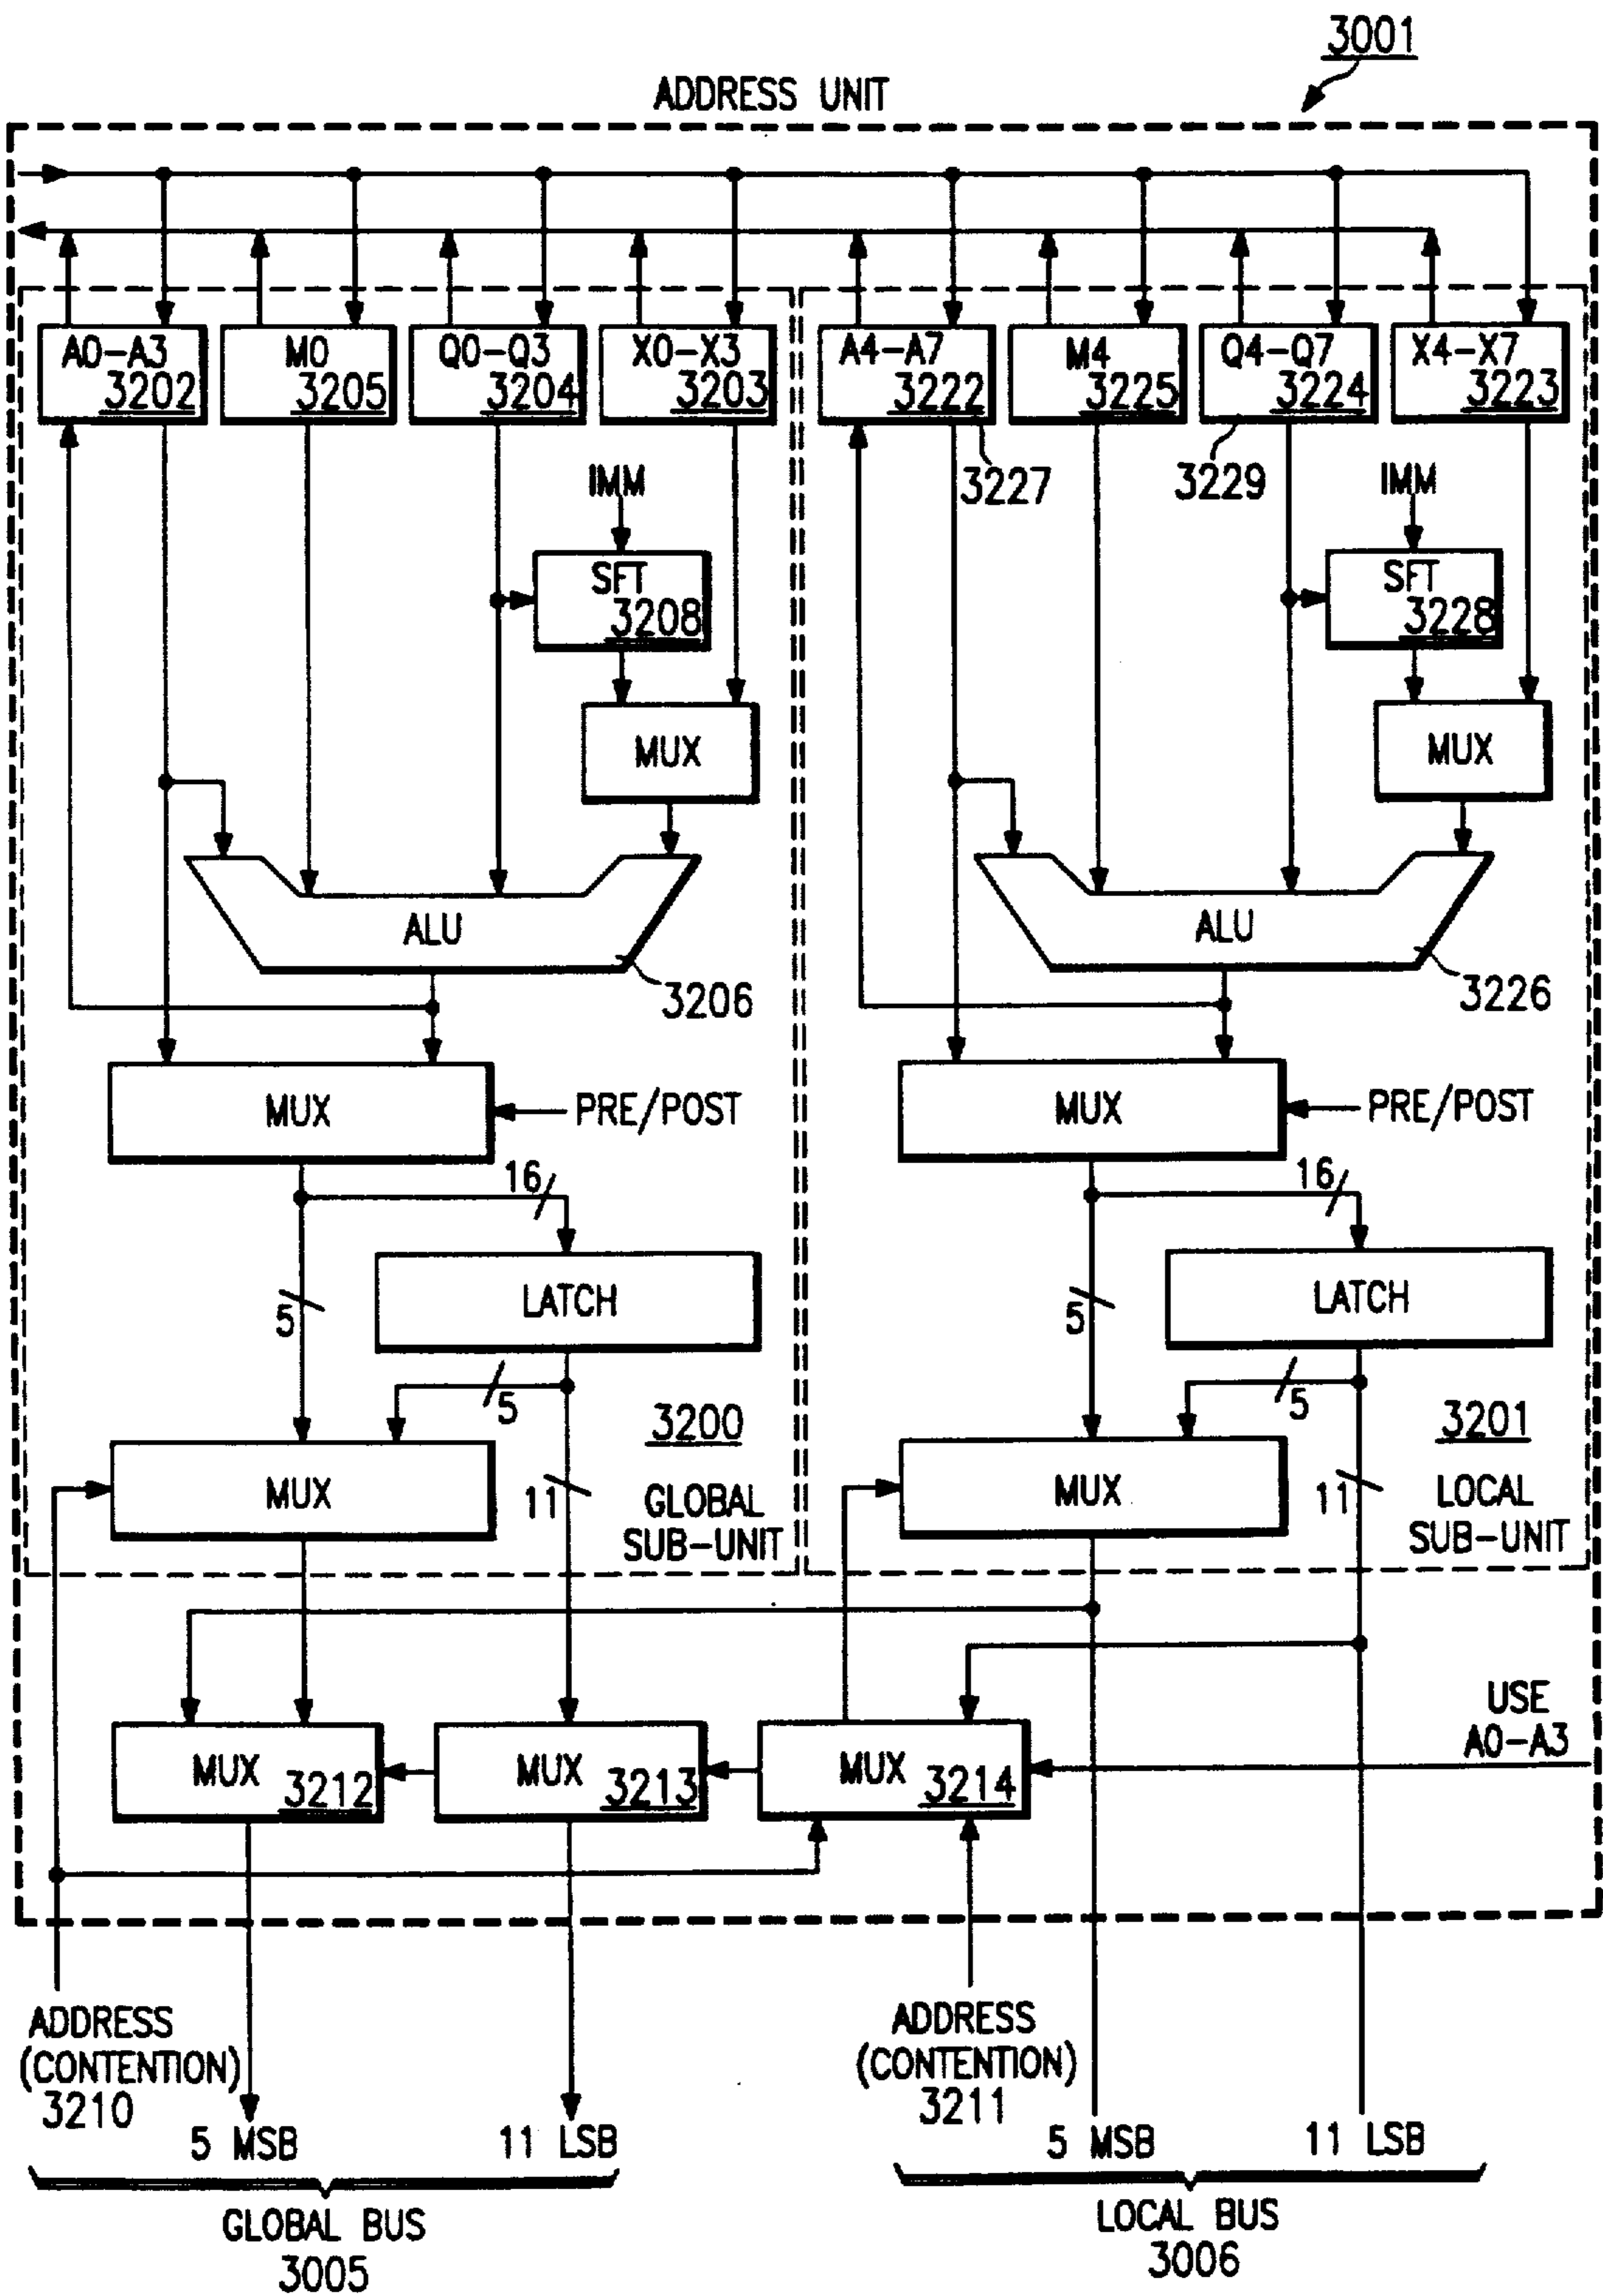 3001
ADDRESS UNIT
A0-A3
3202
M0
3205
Q0-Q3
3204
X0-X3
3203
A4-A7
3222
M4
3225
Q4-Q7
3224
X4-X7
3223
3227
3229
IMM
IMM
SFT
3208
SFT
3228
MUX
MUX
ALU
ALU
3206
3226
MUX
PRE/POST
MUX
PRE/POST
16
16
LATCH
LATCH
5
5
5
5
3200
3201
MUX
11
GLOBAL
SUB-UNIT
MUX
11
LOCAL
SUB-UNIT
USE
A0-A3
MUX
3212
MUX
3213
MUX
3214
ADDRESS
(CONTENTION)
3210
ADDRESS
(CONTENTION)
3211
5 MSB
11 LSB
5 MSB
11 LSB
GLOBAL BUS
3005
LOCAL BUS
3006